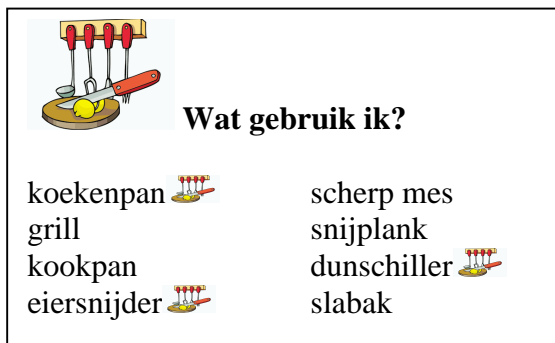 Wat gebruik ik?
koekenpan
grill
kookpan
eiersnijder
scherp mes
snijplank
dunschiller
slabak